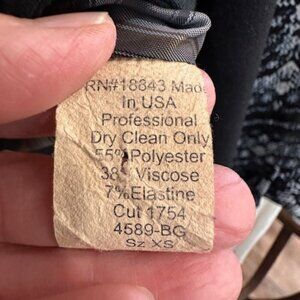 RN#18843 Made
In USA
Professional
Dry Clean Only
55% Polyester
38% Viscose
7% Elastine
Cut 1754
4589-BG
Sz XS